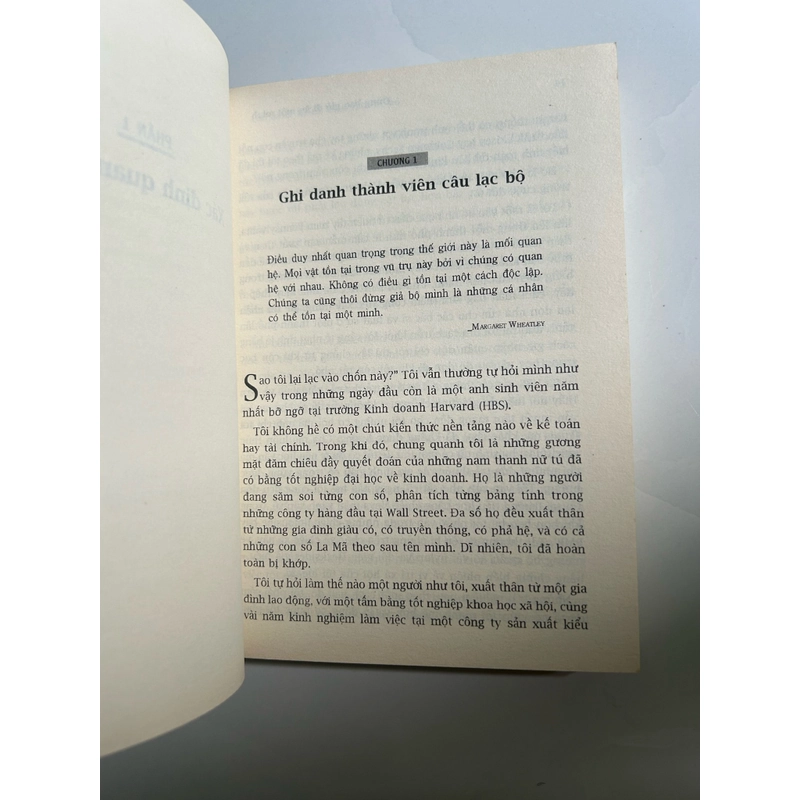 CHƯƠNG 1
Ghi danh thành viên câu lạc bộ
Điều duy nhất quan trọng trong thế giới này là mối quan
hệ. Mọi vật tồn tại trong vũ trụ này bởi vì chúng có quan
hệ với nhau. Không có điều gì tồn tại một cách độc lập.
Chúng ta cũng thôi đừng giả bộ mình là những cá nhân
có thể tồn tại một mình.
_MARGARET WHEATLEY
Sao tôi lại lạc vào chốn này?" Tôi vẫn thường tự hỏi mình như
vậy trong những ngày đầu còn là một anh sinh viên năm
nhất bỡ ngỡ tại trường Kinh doanh Harvard (HBS).
Tôi không hề có một chút kiến thức nền tảng nào về kế toán
hay tài chính. Trong khi đó, chung quanh tôi là những gương
mặt đăm chiêu đầy quyết đoán của những nam thanh nữ tú đã
có bằng tốt nghiệp đại học về kinh doanh. Họ là những người
đang săm soi từng con số, phân tích từng bảng tính trong
những công ty hàng đầu tại Wall Street. Đa số họ đều xuất thân
từ những gia đình giàu có, có truyền thống, có phả hệ, và có cả
những con số La Mã theo sau tên mình. Dĩ nhiên, tôi đã hoàn
toàn bị khớp.
Tôi tự hỏi làm thế nào một người như tôi, xuất thân từ một gia
đình lao động, với một tấm bằng tốt nghiệp khoa học xã hội, cùng
vài năm kinh nghiệm làm việc tại một công ty sản xuất kiểu